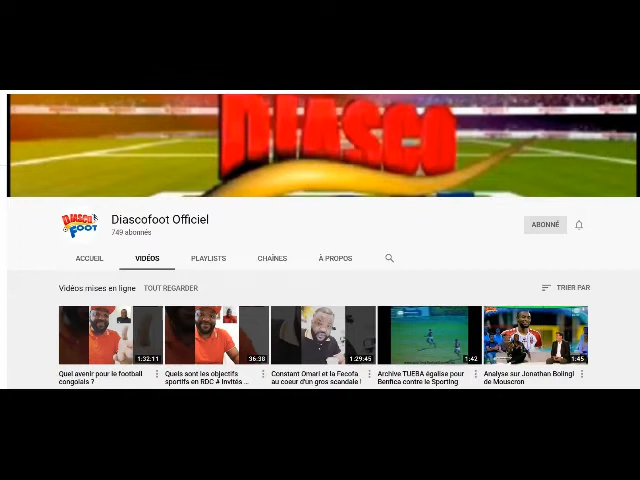 DIASCO
DIASCO
FOOT
Diascofoot Officiel
749 abonnés
ABONNÉ
ACCUEIL
VIDÉOS
PLAYLISTS
CHAÎNES
À PROPOS
Vidéos mises en ligne
TOUT REGARDER
TRIER PAR
1:32:11
36:38
1:29:45
1:42
1:45
Quel avenir pour le football
congolais ?
Quels sont les objectifs
sportifs en RDC # Invités ...
Constant Omari et la Fecofa
au coeur d'un gros scandale !
Archive TUEBA égalise pour
Benfica contre le Sporting
Analyse sur Jonathan Bolingi
de Mouscron